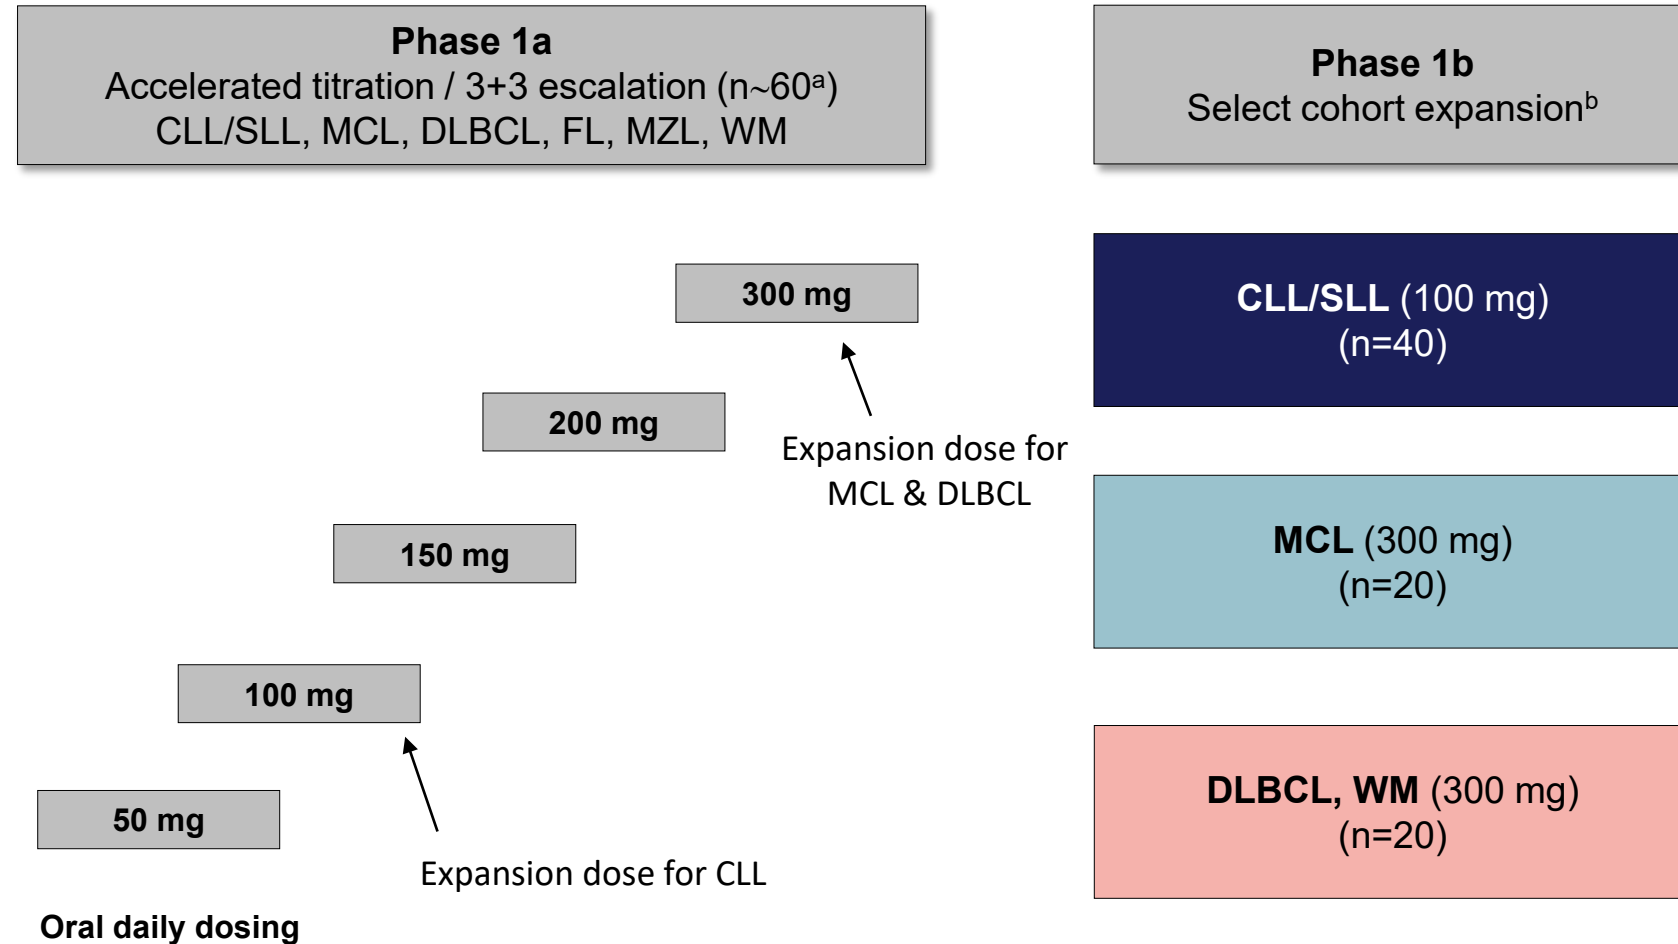 Phase 1a
Accelerated titration / 3+3 escalation (n~60ᵃ)
CLL/SLL, MCL, DLBCL, FL, MZL, WM
Phase 1b
Select cohort expansionᵇ
300 mg
200 mg
150 mg
100 mg
50 mg
Expansion dose for
MCL & DLBCL
Expansion dose for CLL
Oral daily dosing
CLL/SLL (100 mg)
(n=40)
MCL (300 mg)
(n=20)
DLBCL, WM (300 mg)
(n=20)